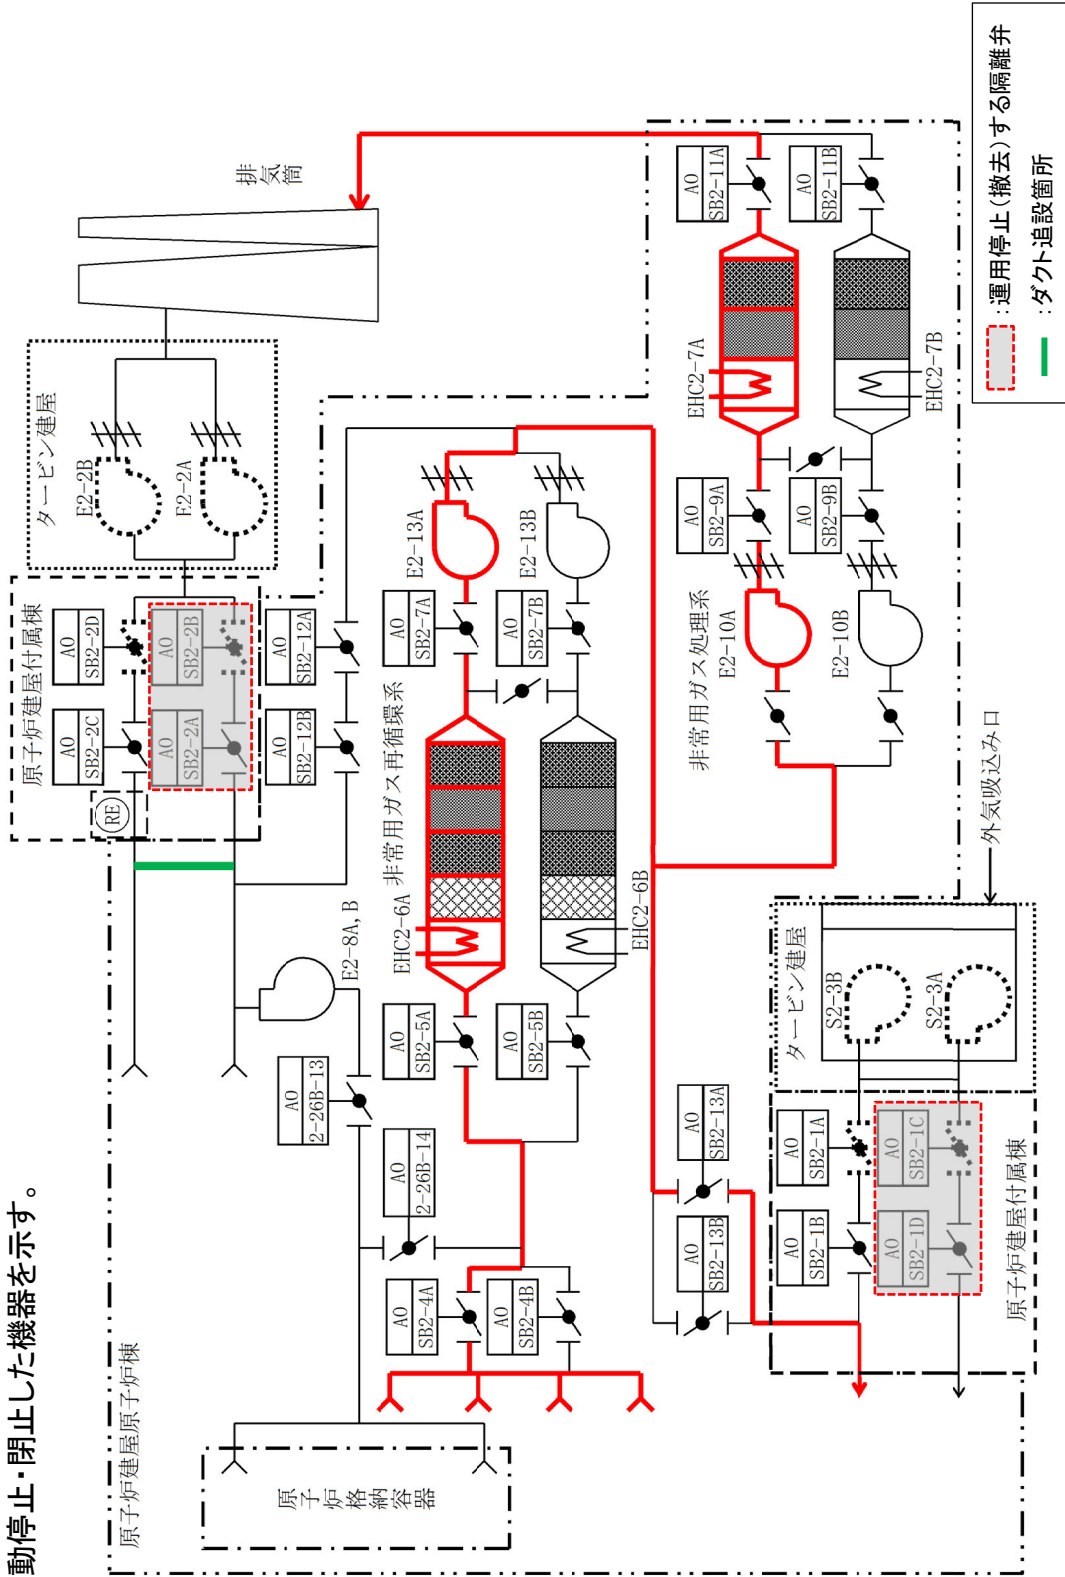 動停止・閉止した機器を示す。
原子炉建屋原子炉棟
原子炉格納容器
原子炉建屋付属棟
RE
AO
SB2-2C
AO
SB2-2D
AO
SB2-2A
AO
SB2-2B
AO
SB2-12B
AO
SB2-12A
タービン建屋
E2-2B
E2-2A
排気筒
E2-8A, B
AO
2-26B-13
AO
2-26B-14
非常用ガス再循環系
AO
SB2-4A
AO
SB2-4B
AO
SB2-5A
AO
SB2-5B
EHC2-6A
EHC2-6B
AO
SB2-7A
AO
SB2-7B
E2-13A
E2-13B
AO
SB2-13B
AO
SB2-13A
非常用ガス処理系
E2-10A
E2-10B
AO
SB2-9A
AO
SB2-9B
EHC2-7A
EHC2-7B
AO
SB2-11A
AO
SB2-11B
AO
SB2-1B
AO
SB2-1A
AO
SB2-1D
AO
SB2-1C
原子炉建屋付属棟
タービン建屋
S2-3B
S2-3A
外気吸込み口
:運用停止(撤去)する隔離弁
:ダクト追設箇所